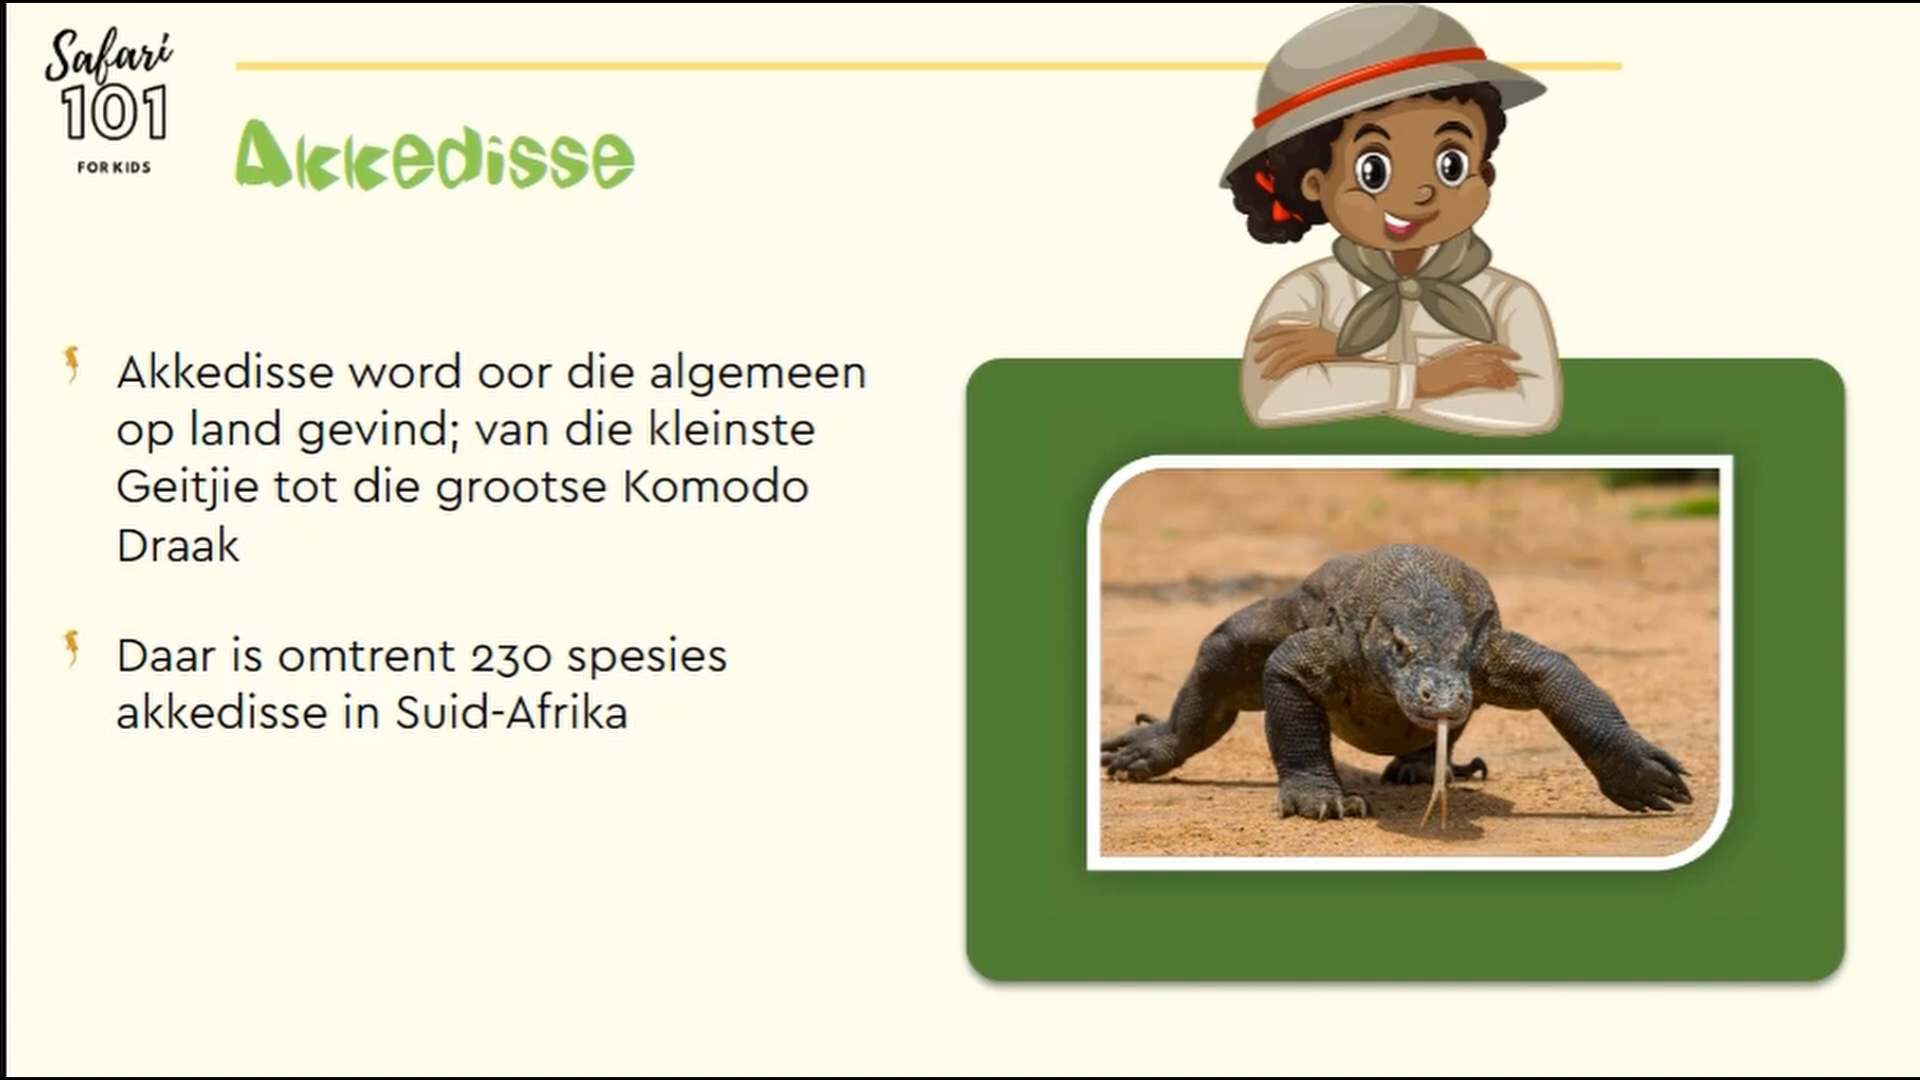 Safari
101
FOR KIDS
Akkedisse
Akkedisse word oor die algemeen
op land gevind; van die kleinste
Geitjie tot die grootse Komodo
Draak
Daar is omtrent 230 spesies
akkedisse in Suid-Afrika